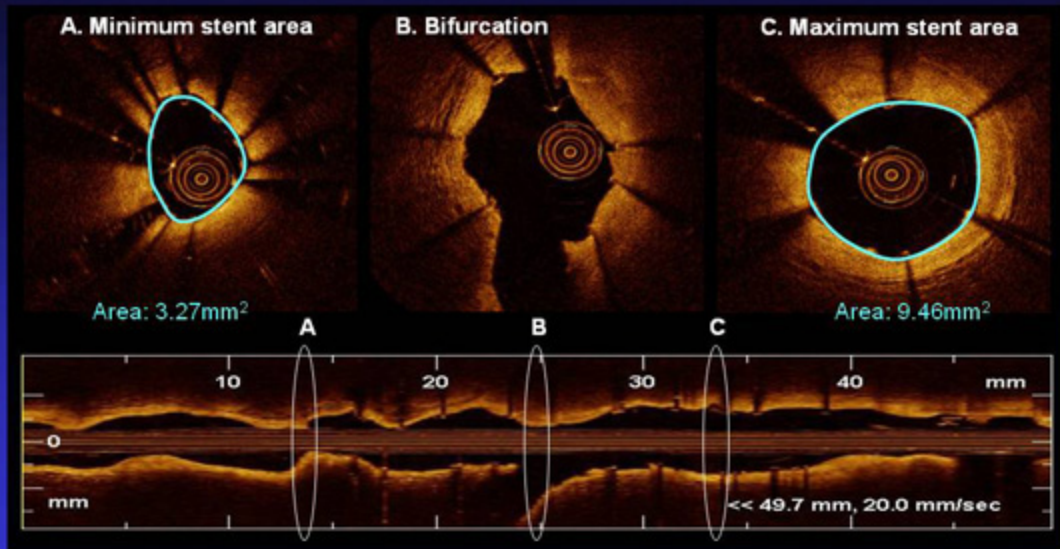 A. Minimum stent area
B. Bifurcation
C. Maximum stent area
Area: 3.27mm²
Area: 9.46mm²
A
B
C
10
20
30
40
mm
0
mm
<< 49.7 mm, 20.0 mm/sec